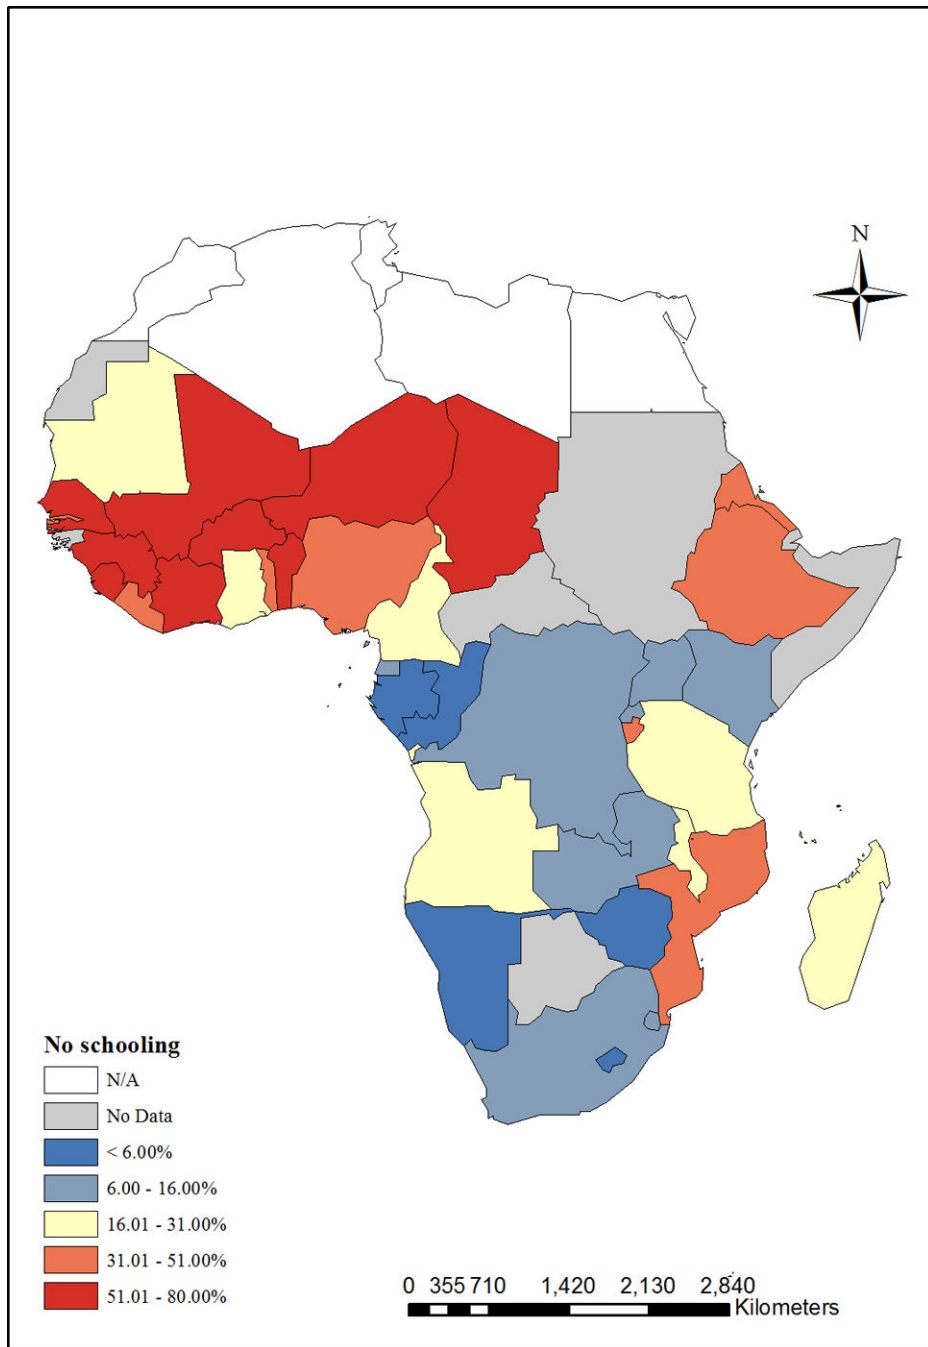 N
No schooling
N/A
No Data
< 6.00%
6.00 - 16.00%
16.01 - 31.00%
31.01 - 51.00%
51.01 - 80.00%
0 355 710 1,420 2,130 2,840
Kilometers